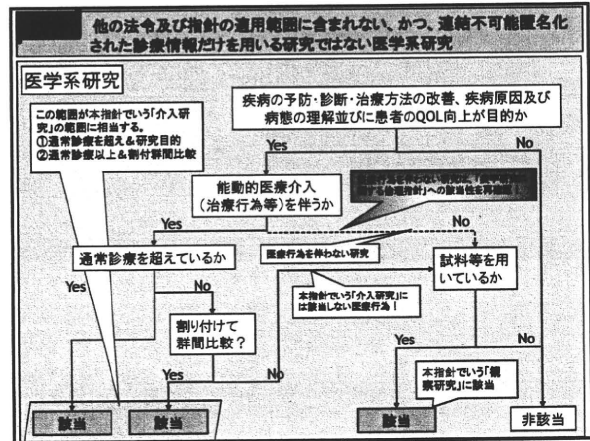 他の法令及び指針の適用範囲に含まれない、かつ、連結不可能匿名化
された診療情報だけを用いる研究ではない医学系研究
医学系研究
この範囲が本指針でいう「介入研
究」の範囲に相当する。
①通常診療を超え＆研究目的
②通常診療以上＆割付群間比較
疾病の予防・診断・治療方法の改善、疾病原因及び
病態の理解並びに患者のQOL向上が目的か
Yes
No
能動的医療介入
（治療行為等）を伴うか
への該当性を再
Yes
No
通常診療を超えているか
医療行為を伴わない研究
試料等を用
いているか
Yes
No
本指針でいう「介入研究」に
は該当しない医療行為！
割り付けて
群間比較？
Yes
No
Yes
No
本指針でいう「観
察研究」に該当
該当
該当
該当
非該当